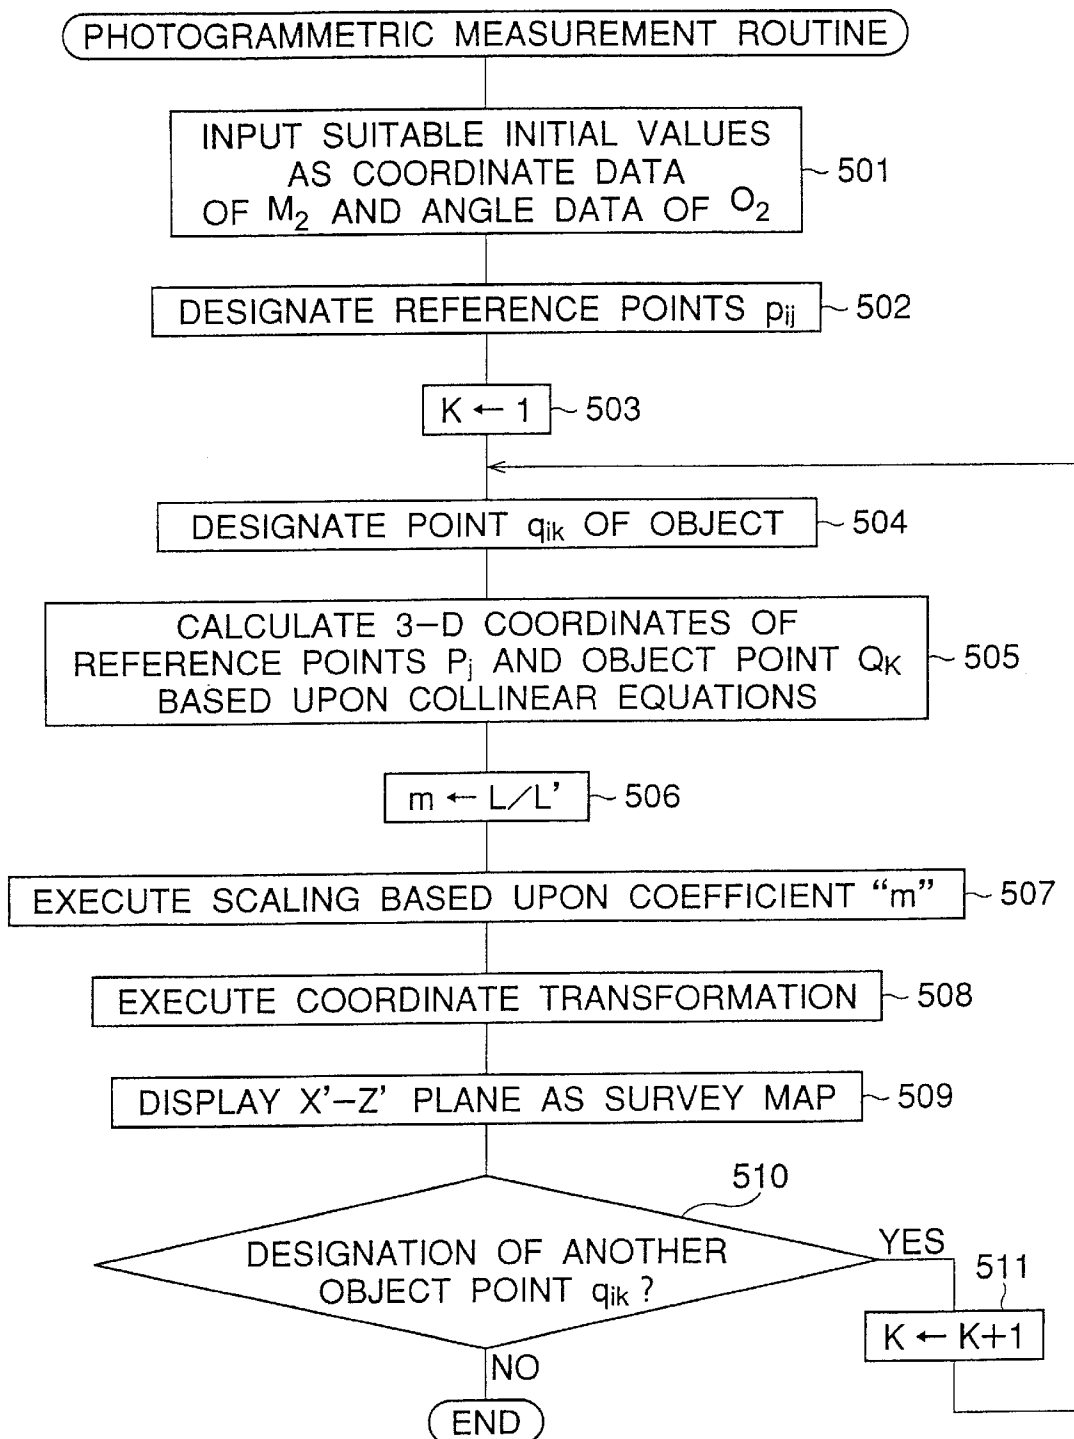 PHOTOGRAMMETRIC MEASUREMENT ROUTINE
INPUT SUITABLE INITIAL VALUES
AS COORDINATE DATA
OF M₂ AND ANGLE DATA OF O₂
501
DESIGNATE REFERENCE POINTS pᵢⱼ
502
K ← 1
503
DESIGNATE POINT qᵢₖ OF OBJECT
504
CALCULATE 3-D COORDINATES OF
REFERENCE POINTS Pⱼ AND OBJECT POINT Qκ
BASED UPON COLLINEAR EQUATIONS
505
m ← L/L'
506
EXECUTE SCALING BASED UPON COEFFICIENT “m”
507
EXECUTE COORDINATE TRANSFORMATION
508
DISPLAY X'-Z' PLANE AS SURVEY MAP
509
510
DESIGNATION OF ANOTHER
OBJECT POINT qᵢₖ ?
YES
511
K ← K+1
NO
END